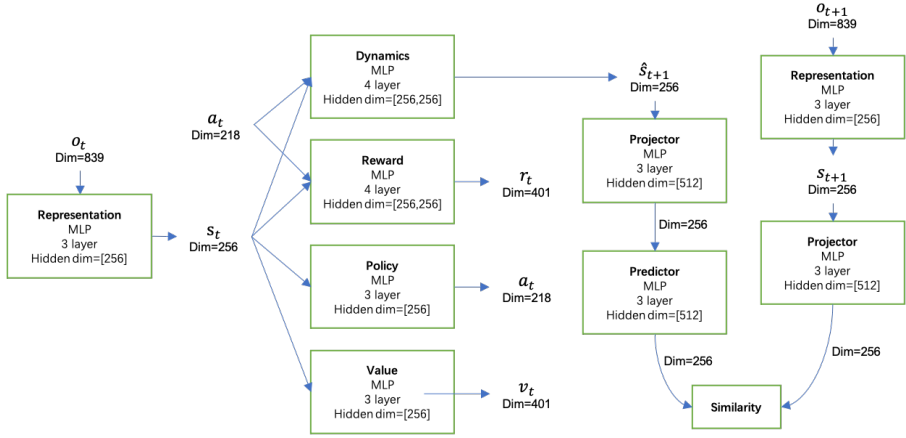 o_t
Dim=839
Representation
MLP
3 layer
Hidden dim=[256]
s_t
Dim=256
a_t
Dim=218
Dynamics
MLP
4 layer
Hidden dim=[256,256]
Reward
MLP
4 layer
Hidden dim=[256,256]
r_t
Dim=401
Policy
MLP
3 layer
Hidden dim=[256]
a_t
Dim=218
Value
MLP
3 layer
Hidden dim=[256]
v_t
Dim=401
ŝ_{t+1}
Dim=256
Projector
MLP
3 layer
Hidden dim=[512]
Dim=256
Predictor
MLP
3 layer
Hidden dim=[512]
Dim=256
o_{t+1}
Dim=839
Representation
MLP
3 layer
Hidden dim=[256]
s_{t+1}
Dim=256
Projector
MLP
3 layer
Hidden dim=[512]
Dim=256
Similarity